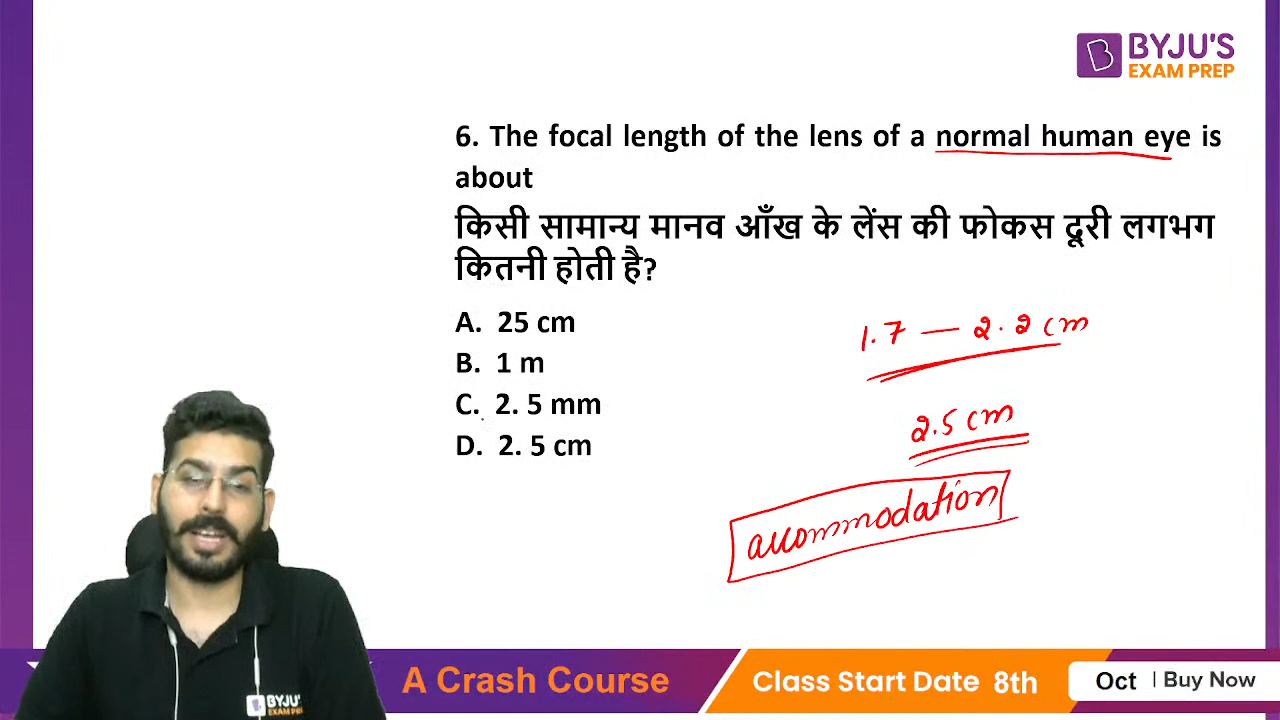 BYJU'S
EXAM PREP
6. The focal length of the lens of a normal human eye is
about
किसी सामान्य मानव आँख के लेंस की फोकस दूरी लगभग
कितनी होती है?
A. 25 cm
B. 1 m
C. 2. 5 mm
D. 2. 5 cm
1.7 — 2.2 cm
2.5 cm
accommodation
BYJU'S
EXAM PREP
A Crash Course
Class Start Date 8th
Oct | Buy Now